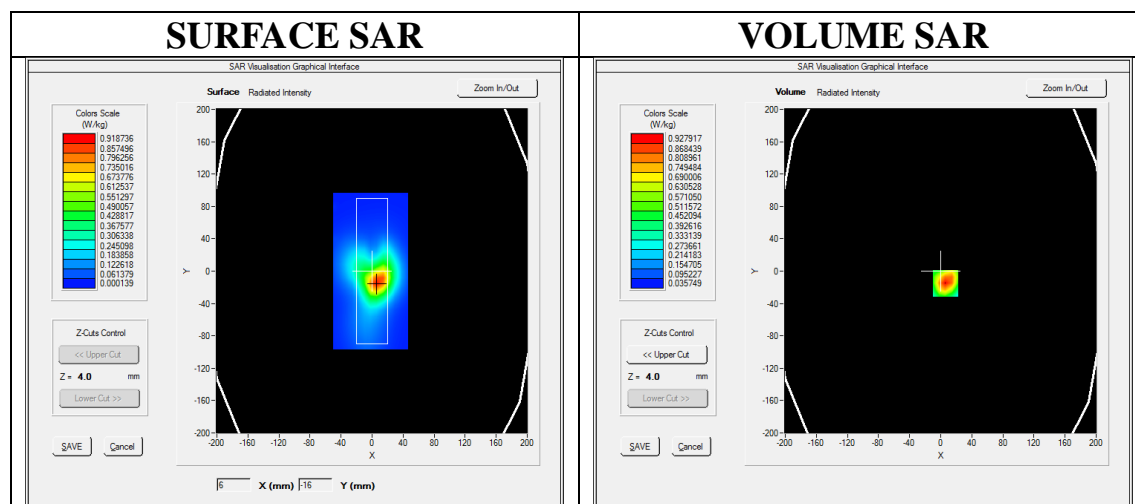 SURFACE SAR
VOLUME SAR
SAR Visualisation Graphical Interface
Surface Radiated Intensity
Zoom In/Out
Colors Scale
(W/kg)
0.918736
0.857496
0.796256
0.735016
0.673776
0.612537
0.551297
0.490057
0.428817
0.367577
0.306338
0.245098
0.183858
0.122618
0.061379
0.000139
Z-Cuts Control
<< Upper Cut
Z = 4.0 mm
Lower Cut >>
SAVE Cancel
Y
200
160
120
80
40
0
-40
-80
-120
-160
-200
-200 -160 -120 -80 -40 0 40 80 120 160 200
X
6 X (mm) -16 Y (mm)
SAR Visualisation Graphical Interface
Volume Radiated Intensity
Zoom In/Out
Colors Scale
(W/kg)
0.927917
0.868439
0.808961
0.749484
0.690006
0.630528
0.571050
0.511572
0.452094
0.392616
0.333139
0.273661
0.214183
0.154705
0.095227
0.035749
Z-Cuts Control
<< Upper Cut
Z = 4.0 mm
Lower Cut >>
SAVE Cancel
Y
200
160
120
80
40
0
-40
-80
-120
-160
-200
-200 -160 -120 -80 -40 0 40 80 120 160 200
X